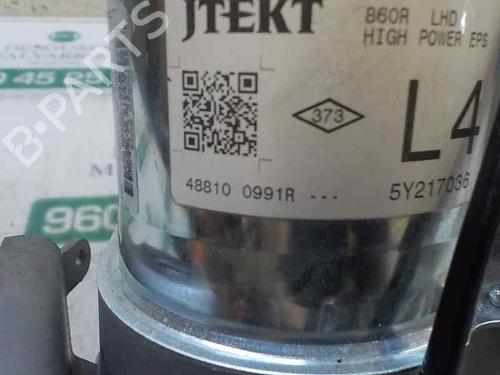 JTEKT
860R LHD
HIGH POWER EPS
373
L4
48810 0991R ---
5Y217036
B-PARTS
960